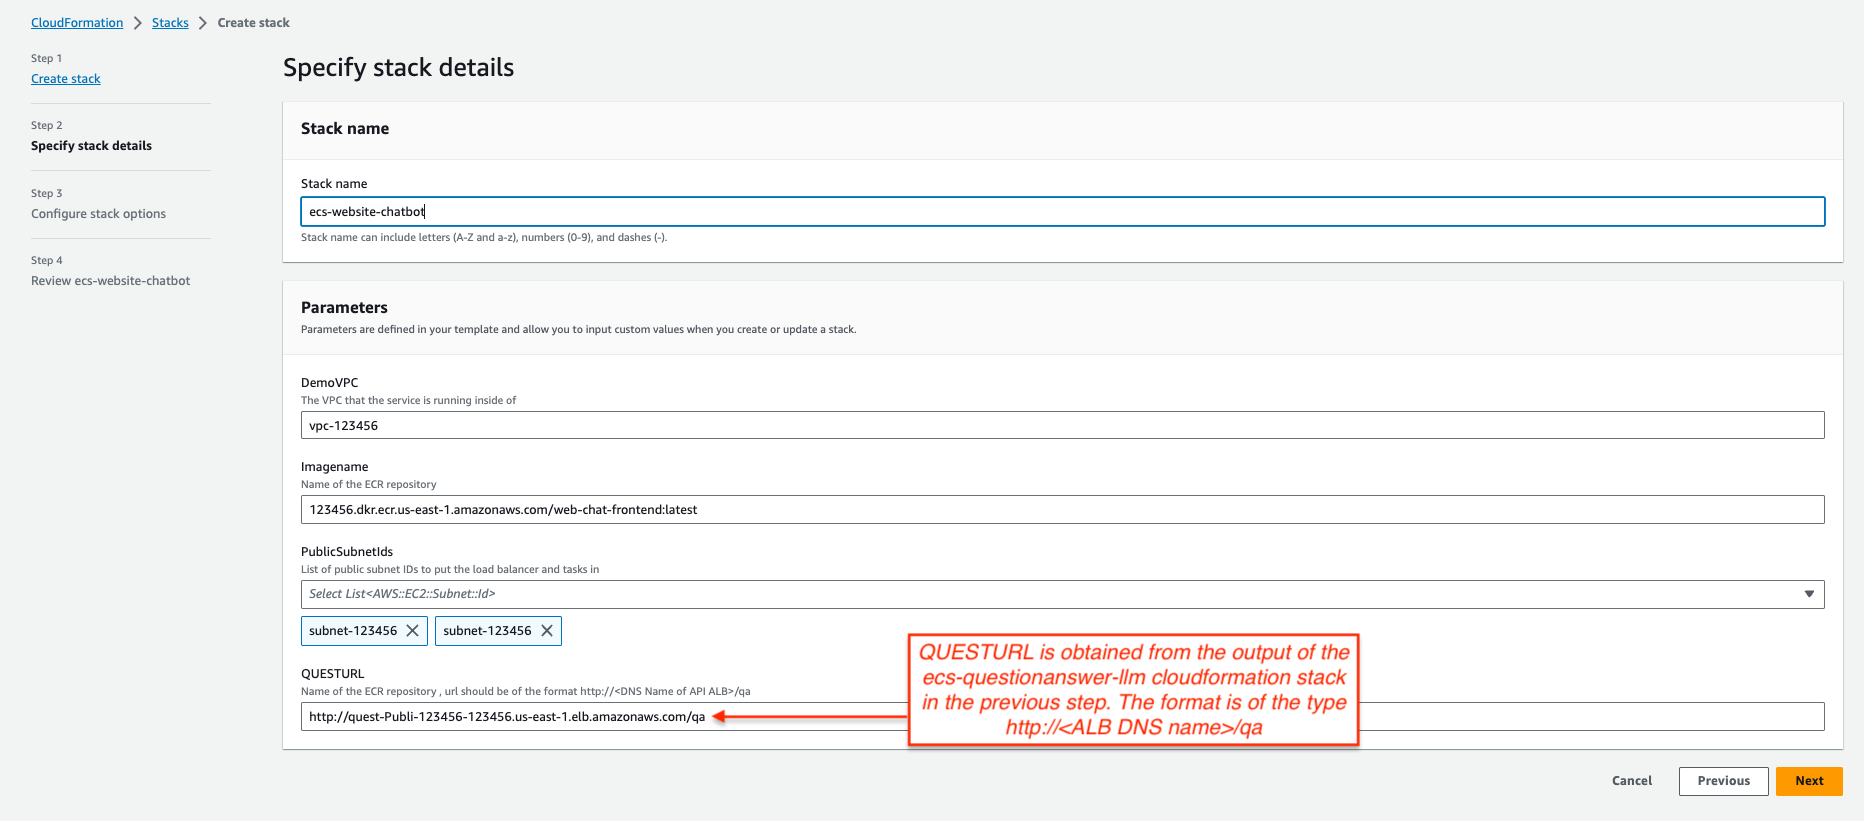 CloudFormation > Stacks > Create stack
Step 1
Create stack
Step 2
Specify stack details
Step 3
Configure stack options
Step 4
Review ecs-website-chatbot
Specify stack details
Stack name
Stack name
ecs-website-chatbot
Stack name can include letters (A-Z and a-z), numbers (0-9), and dashes (-).
Parameters
Parameters are defined in your template and allow you to input custom values when you create or update a stack.
DemoVPC
The VPC that the service is running inside of
vpc-123456
Imagename
Name of the ECR repository
123456.dkr.ecr.us-east-1.amazonaws.com/web-chat-frontend:latest
PublicSubnetIds
List of public subnet IDs to put the load balancer and tasks in
Select List<AWS::EC2::Subnet::Id>
subnet-123456 subnet-123456
QUESTURL
Name of the ECR repository , url should be of the format http://<DNS Name of API ALB>/qa
http://quest-Publi-123456-123456.us-east-1.elb.amazonaws.com/qa
QUESTURL is obtained from the output of the
ecs-questionanswer-llm cloudformation stack
in the previous step. The format is of the type
http://<ALB DNS name>/qa
Cancel Previous Next